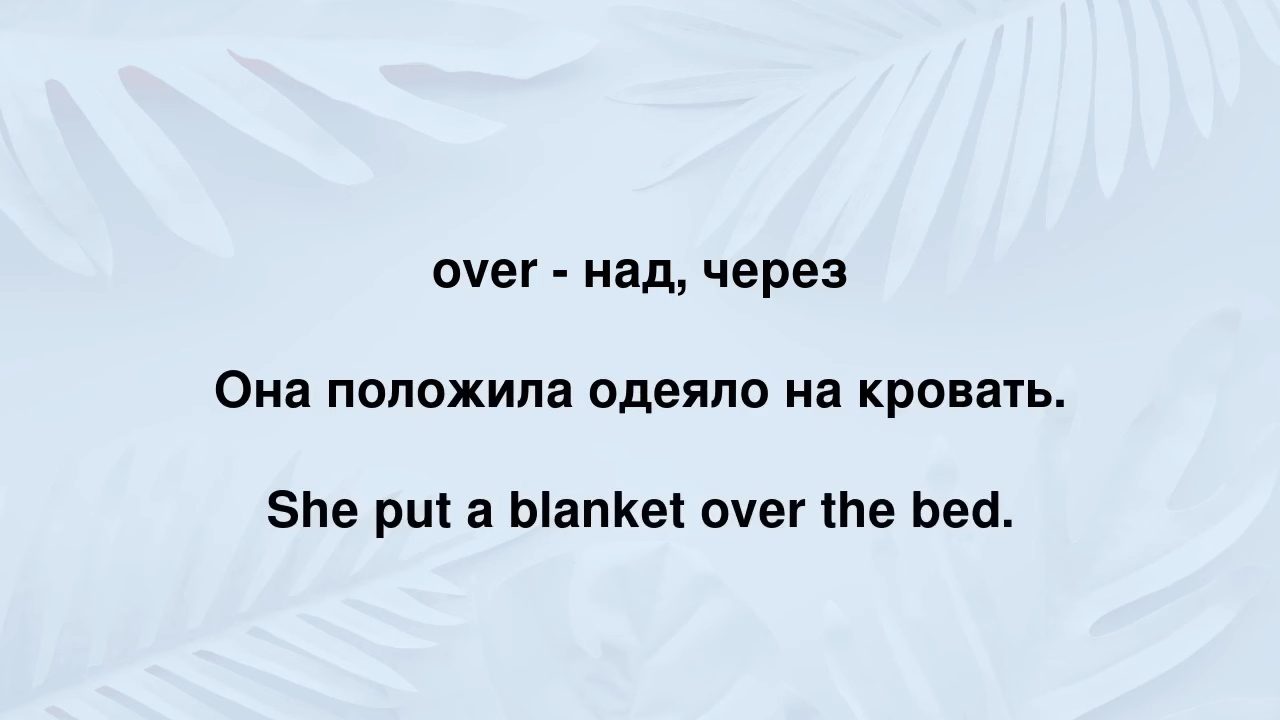 over - над, через
Она положила одеяло на кровать.
She put a blanket over the bed.